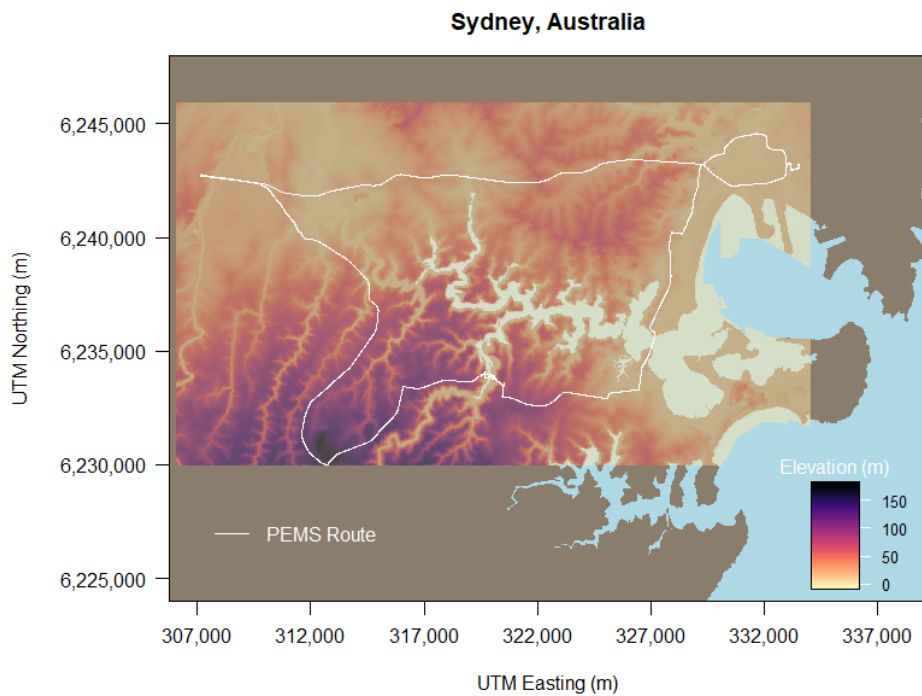 Sydney, Australia
UTM Northing (m)
6,245,000
6,240,000
6,235,000
6,230,000
6,225,000
Elevation (m)
150
100
50
0
PEMS Route
307,000 312,000 317,000 322,000 327,000 332,000 337,000
UTM Easting (m)